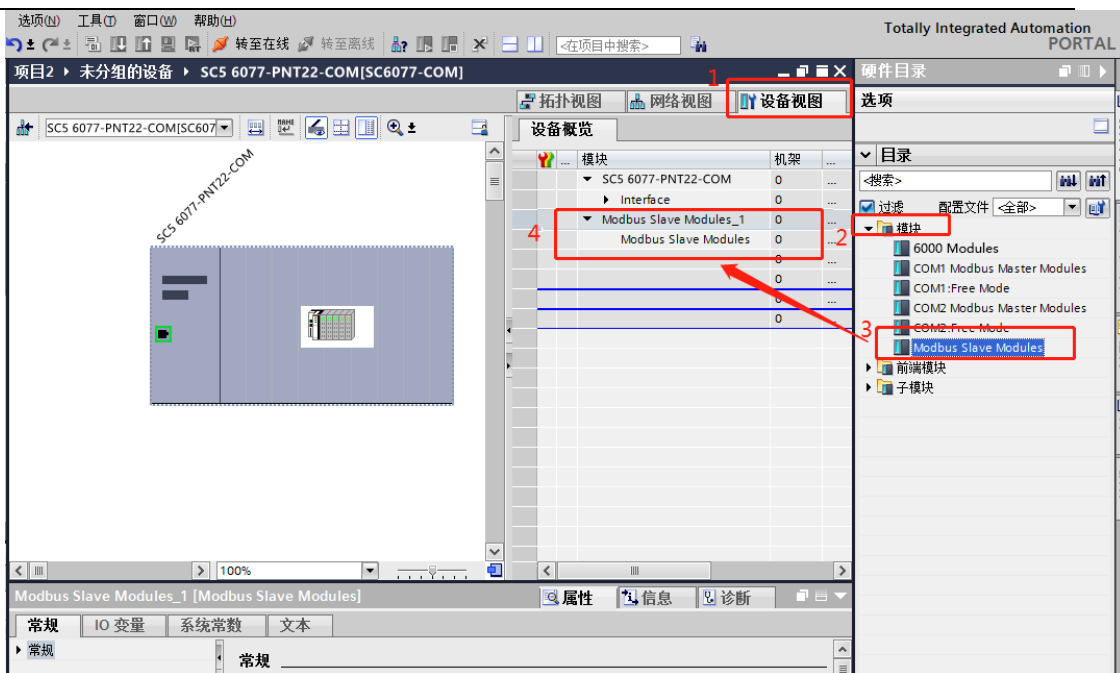 选项(N) 工具(T) 窗口(W) 帮助(H)
Totally Integrated Automation
PORTAL
转至在线 转至离线 <在项目中搜索>
项目2 ▸ 未分组的设备 ▸ SC5 6077-PNT22-COM[SC6077-COM]
硬件目录
1
拓扑视图 网络视图 设备视图
选项
SC5 6077-PNT22-COM[SC607
设备概览
SC5 6077-PNT22-COM
... 模块 机架 ...
SC5 6077-PNT22-COM 0 ...
Interface 0 ...
4
Modbus Slave Modules_1 0 ...
Modbus Slave Modules 0 ...
0 ...
0 ...
0 ...
0 ...
目录
<搜索>
过滤 配置文件 <全部>
2
模块
6000 Modules
COM1 Modbus Master Modules
COM1:Free Mode
COM2 Modbus Master Modules
COM2:Free Mode
3
Modbus Slave Modules
前端模块
子模块
100%
Modbus Slave Modules_1 [Modbus Slave Modules]
属性 信息 诊断
常规 IO 变量 系统常数 文本
常规
常规